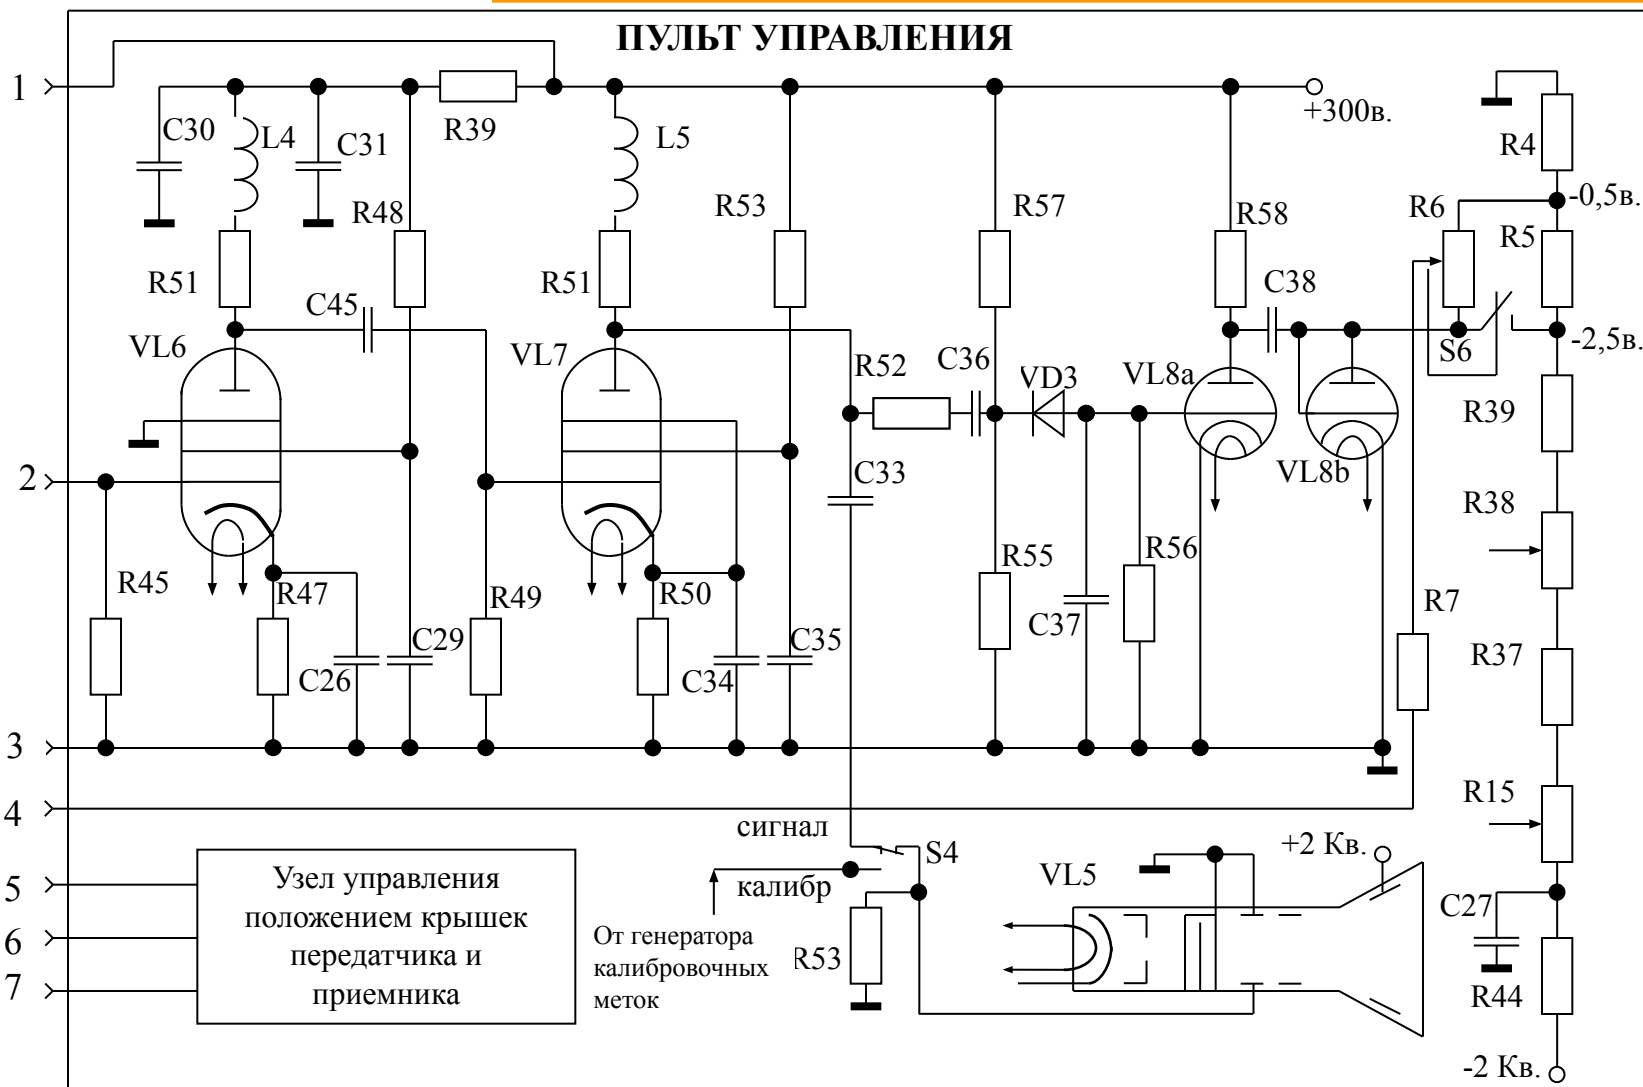 ПУЛЬТ УПРАВЛЕНИЯ
1
C30
L4
C31
R39
L5
+300в.
R4
R48
R53
R57
R58
R6
-0,5в.
R5
R51
C45
R51
C38
VL6
VL7
R52
C36
VD3
VL8a
S6
-2,5в.
R39
2
C33
VL8b
R38
R45
R47
R49
R50
R55
R56
R7
C26
C29
C34
C35
C37
R37
3
4
R15
сигнал
S4
+2 Кв.
калибр
VL5
C27
5
6
7
Узел управления
положением крышек
передатчика и
приемника
От генератора
калибровочных
меток
R53
R44
-2 Кв.